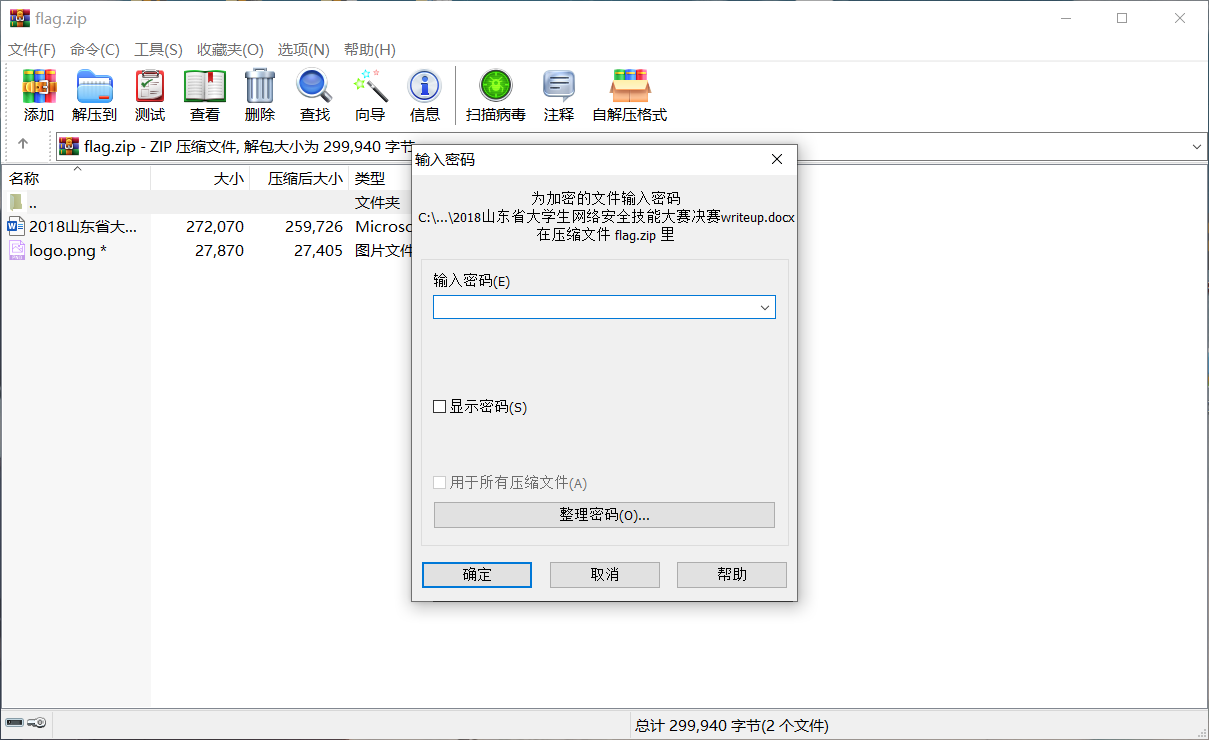 flag.zip
文件(F) 命令(C) 工具(S) 收藏夹(O) 选项(N) 帮助(H)
添加 解压到 测试 查看 删除 查找 向导 信息 扫描病毒 注释 自解压格式
flag.zip - ZIP 压缩文件, 解包大小为 299,940 字节
名称 大小 压缩后大小 类型
.. 文件夹
2018山东省大... 272,070 259,726 Microsc
logo.png * 27,870 27,405 图片文件
输入密码
为加密的文件输入密码
C:\...\2018山东省大学生网络安全技能大赛决赛writeup.docx
在压缩文件 flag.zip 里
输入密码(E)
显示密码(S)
用于所有压缩文件(A)
整理密码(O)...
确定 取消 帮助
总计 299,940 字节(2 个文件)